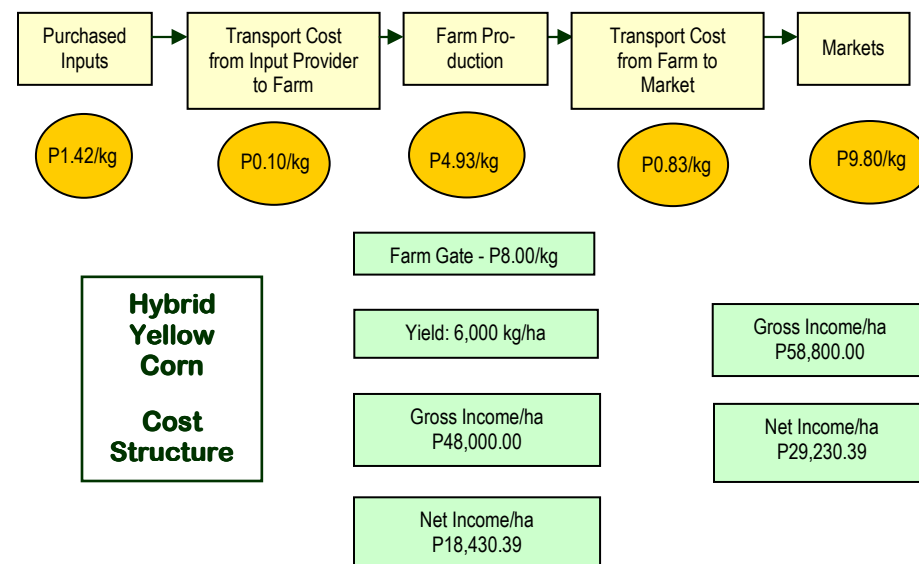 Purchased
Inputs
Transport Cost
from Input Provider
to Farm
Farm Pro-
duction
Transport Cost
from Farm to
Market
Markets
P1.42/kg
P0.10/kg
P4.93/kg
P0.83/kg
P9.80/kg
Farm Gate - P8.00/kg
Hybrid
Yellow
Corn
Cost
Structure
Yield: 6,000 kg/ha
Gross Income/ha
P48,000.00
Net Income/ha
P18,430.39
Gross Income/ha
P58,800.00
Net Income/ha
P29,230.39